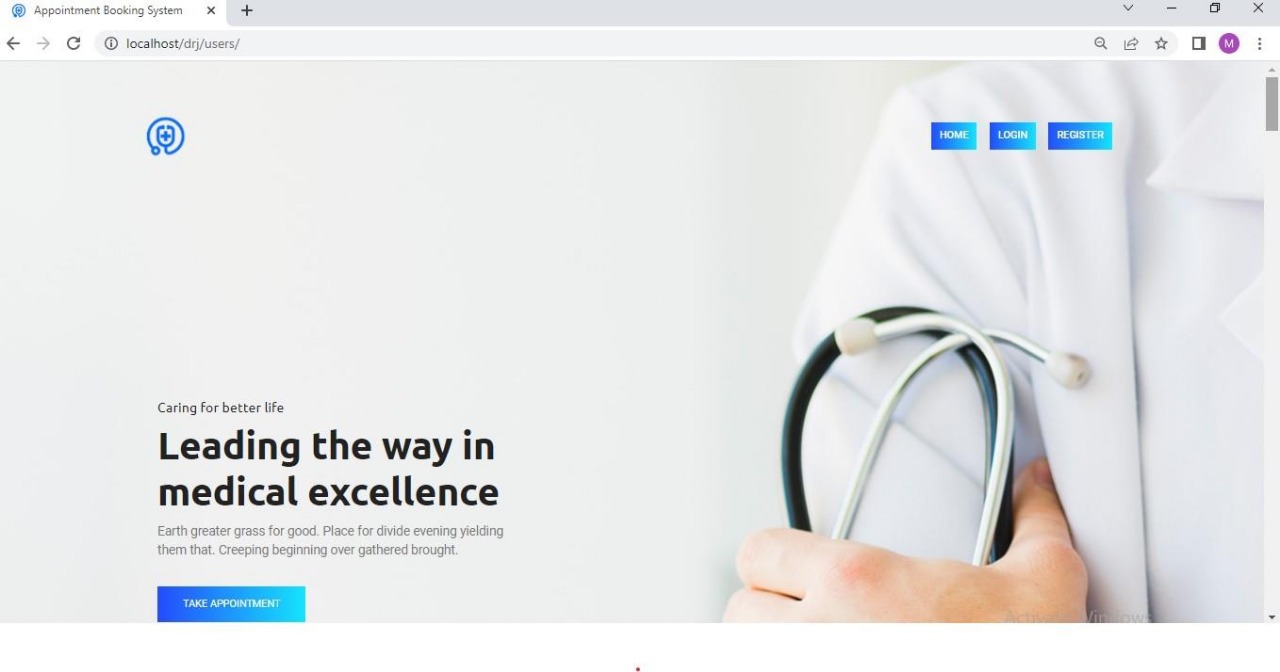 Appointment Booking System
localhost/drj/users/
M
HOME
LOGIN
REGISTER
Caring for better life
Leading the way in
medical excellence
Earth greater grass for good. Place for divide evening yielding
them that. Creeping beginning over gathered brought.
TAKE APPOINTMENT
Activate Windows